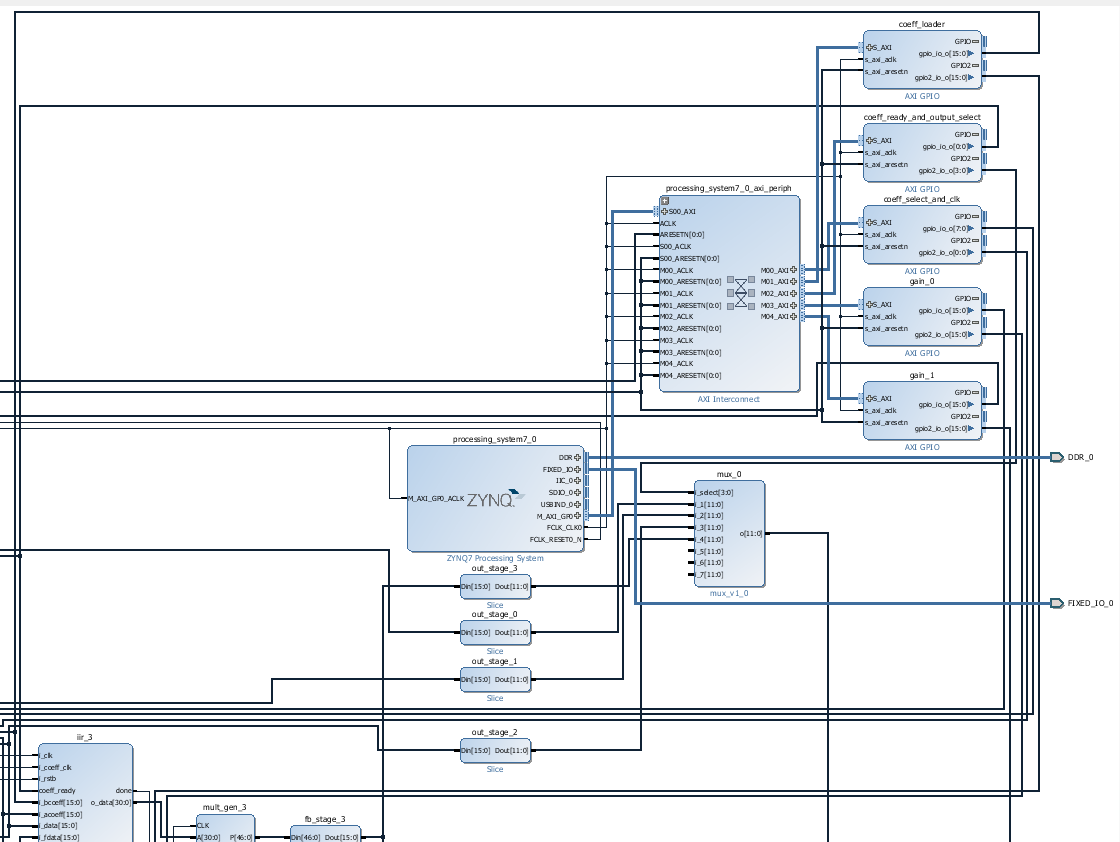 coeff_loader
GPIO
S_AXI
gpio_io_o[15:0]
s_axi_aclk
GPIO2
s_axi_aresetn
gpio2_io_o[15:0]
AXI GPIO
coeff_ready_and_output_select
GPIO
S_AXI
gpio_io_o[0:0]
s_axi_aclk
GPIO2
s_axi_aresetn
gpio2_io_o[3:0]
AXI GPIO
coeff_select_and_clk
GPIO
S_AXI
gpio_io_o[7:0]
s_axi_aclk
GPIO2
s_axi_aresetn
gpio2_io_o[0:0]
AXI GPIO
gain_0
GPIO
S_AXI
gpio_io_o[15:0]
s_axi_aclk
GPIO2
s_axi_aresetn
gpio2_io_o[15:0]
AXI GPIO
gain_1
GPIO
S_AXI
gpio_io_o[15:0]
s_axi_aclk
GPIO2
s_axi_aresetn
gpio2_io_o[15:0]
AXI GPIO
processing_system7_0_axi_periph
S00_AXI
ACLK
ARESETN[0:0]
S00_ACLK
S00_ARESETN[0:0]
M00_ACLK
M00_ARESETN[0:0]
M01_ACLK
M01_ARESETN[0:0]
M02_ACLK
M02_ARESETN[0:0]
M03_ACLK
M03_ARESETN[0:0]
M04_ACLK
M04_ARESETN[0:0]
M00_AXI
M01_AXI
M02_AXI
M03_AXI
M04_AXI
AXI Interconnect
processing_system7_0
DDR
FIXED_IO
IIC_0
SDIO_0
USBIND_0
M_AXI_GP0
FCLK_CLK0
FCLK_RESET0_N
M_AXI_GP0_ACLK
ZYNQ
ZYNQ7 Processing System
DDR_0
FIXED_IO_0
mux_0
i_select[3:0]
i_1[11:0]
i_2[11:0]
i_3[11:0]
i_4[11:0]
i_5[11:0]
i_6[11:0]
i_7[11:0]
o[11:0]
mux_v1_0
out_stage_3
Din[15:0] Dout[11:0]
Slice
out_stage_0
Din[15:0] Dout[11:0]
Slice
out_stage_1
Din[15:0] Dout[11:0]
Slice
out_stage_2
Din[15:0] Dout[11:0]
Slice
iir_3
i_clk
i_coeff_clk
i_rstb
coeff_ready
i_bcoeff[15:0]
i_acoeff[15:0]
i_data[15:0]
i_fdata[15:0]
done
o_data[30:0]
mult_gen_3
CLK
A[30:0] P[46:0]
fb_stage_3
Din[46:0] Dout[15:0]